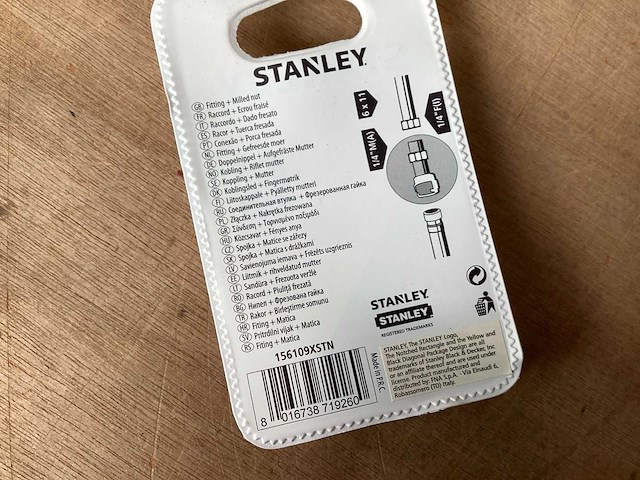 STANLEY
GB Fitting + Milled nut
FR Raccord + Ecrou fraisé
IT Raccordo + Dado fresato
ES Racor + Tuerca fresada
PT Conexão + Porca fresada
NL Fitting + Gefreesde moer
DE Doppelnippel + Aufgefräste Mutter
NO Kobling + Riflet mutter
SE Koppling + Mutter
DK Koblingsled + Fingermøtrik
FI Liitoskappale + Pyälletty mutteri
RU Соединительная втулка + Фрезерованная гайка
PL Złączka + Nakrętka frezowana
GR Σύνδεση + Τορνισμένο παξιμάδι
HU Közcsavar + Fényes anya
CZ Spojka + Matice se zářezy
SK Spojka + Matica s drážkami
LV Savienojuma iemava + Frēzēts uzgrieznis
EE Liitmik + rihveldatud mutter
LT Sandūra + Frezuota veržlė
RO Racord + Piuliță frezată
BG Нипел + Фрезована гайка
TR Rakor + Birleştirme somunu
HR Fiting + Matica
SV Pritrdilni vijak + Matica
RS Fiting + Matica
6 x 11
1/4" F(I)
1/4" M(A)
156109XSTN
8 016738 719260
Made in P.R.C.
STANLEY
STANLEY
REGISTERED TRADEMARKS
STANLEY, The STANLEY Logo,
The Notched Rectangle and the Yellow and
Black Diagonal Package Design are all
trademarks of Stanley Black & Decker, Inc
or an affiliate thereof and are used under
license. Product manufactured and
distributed by: FNA S.p.A. - Via Einaudi 6,
Robassomero (TO) Italy.